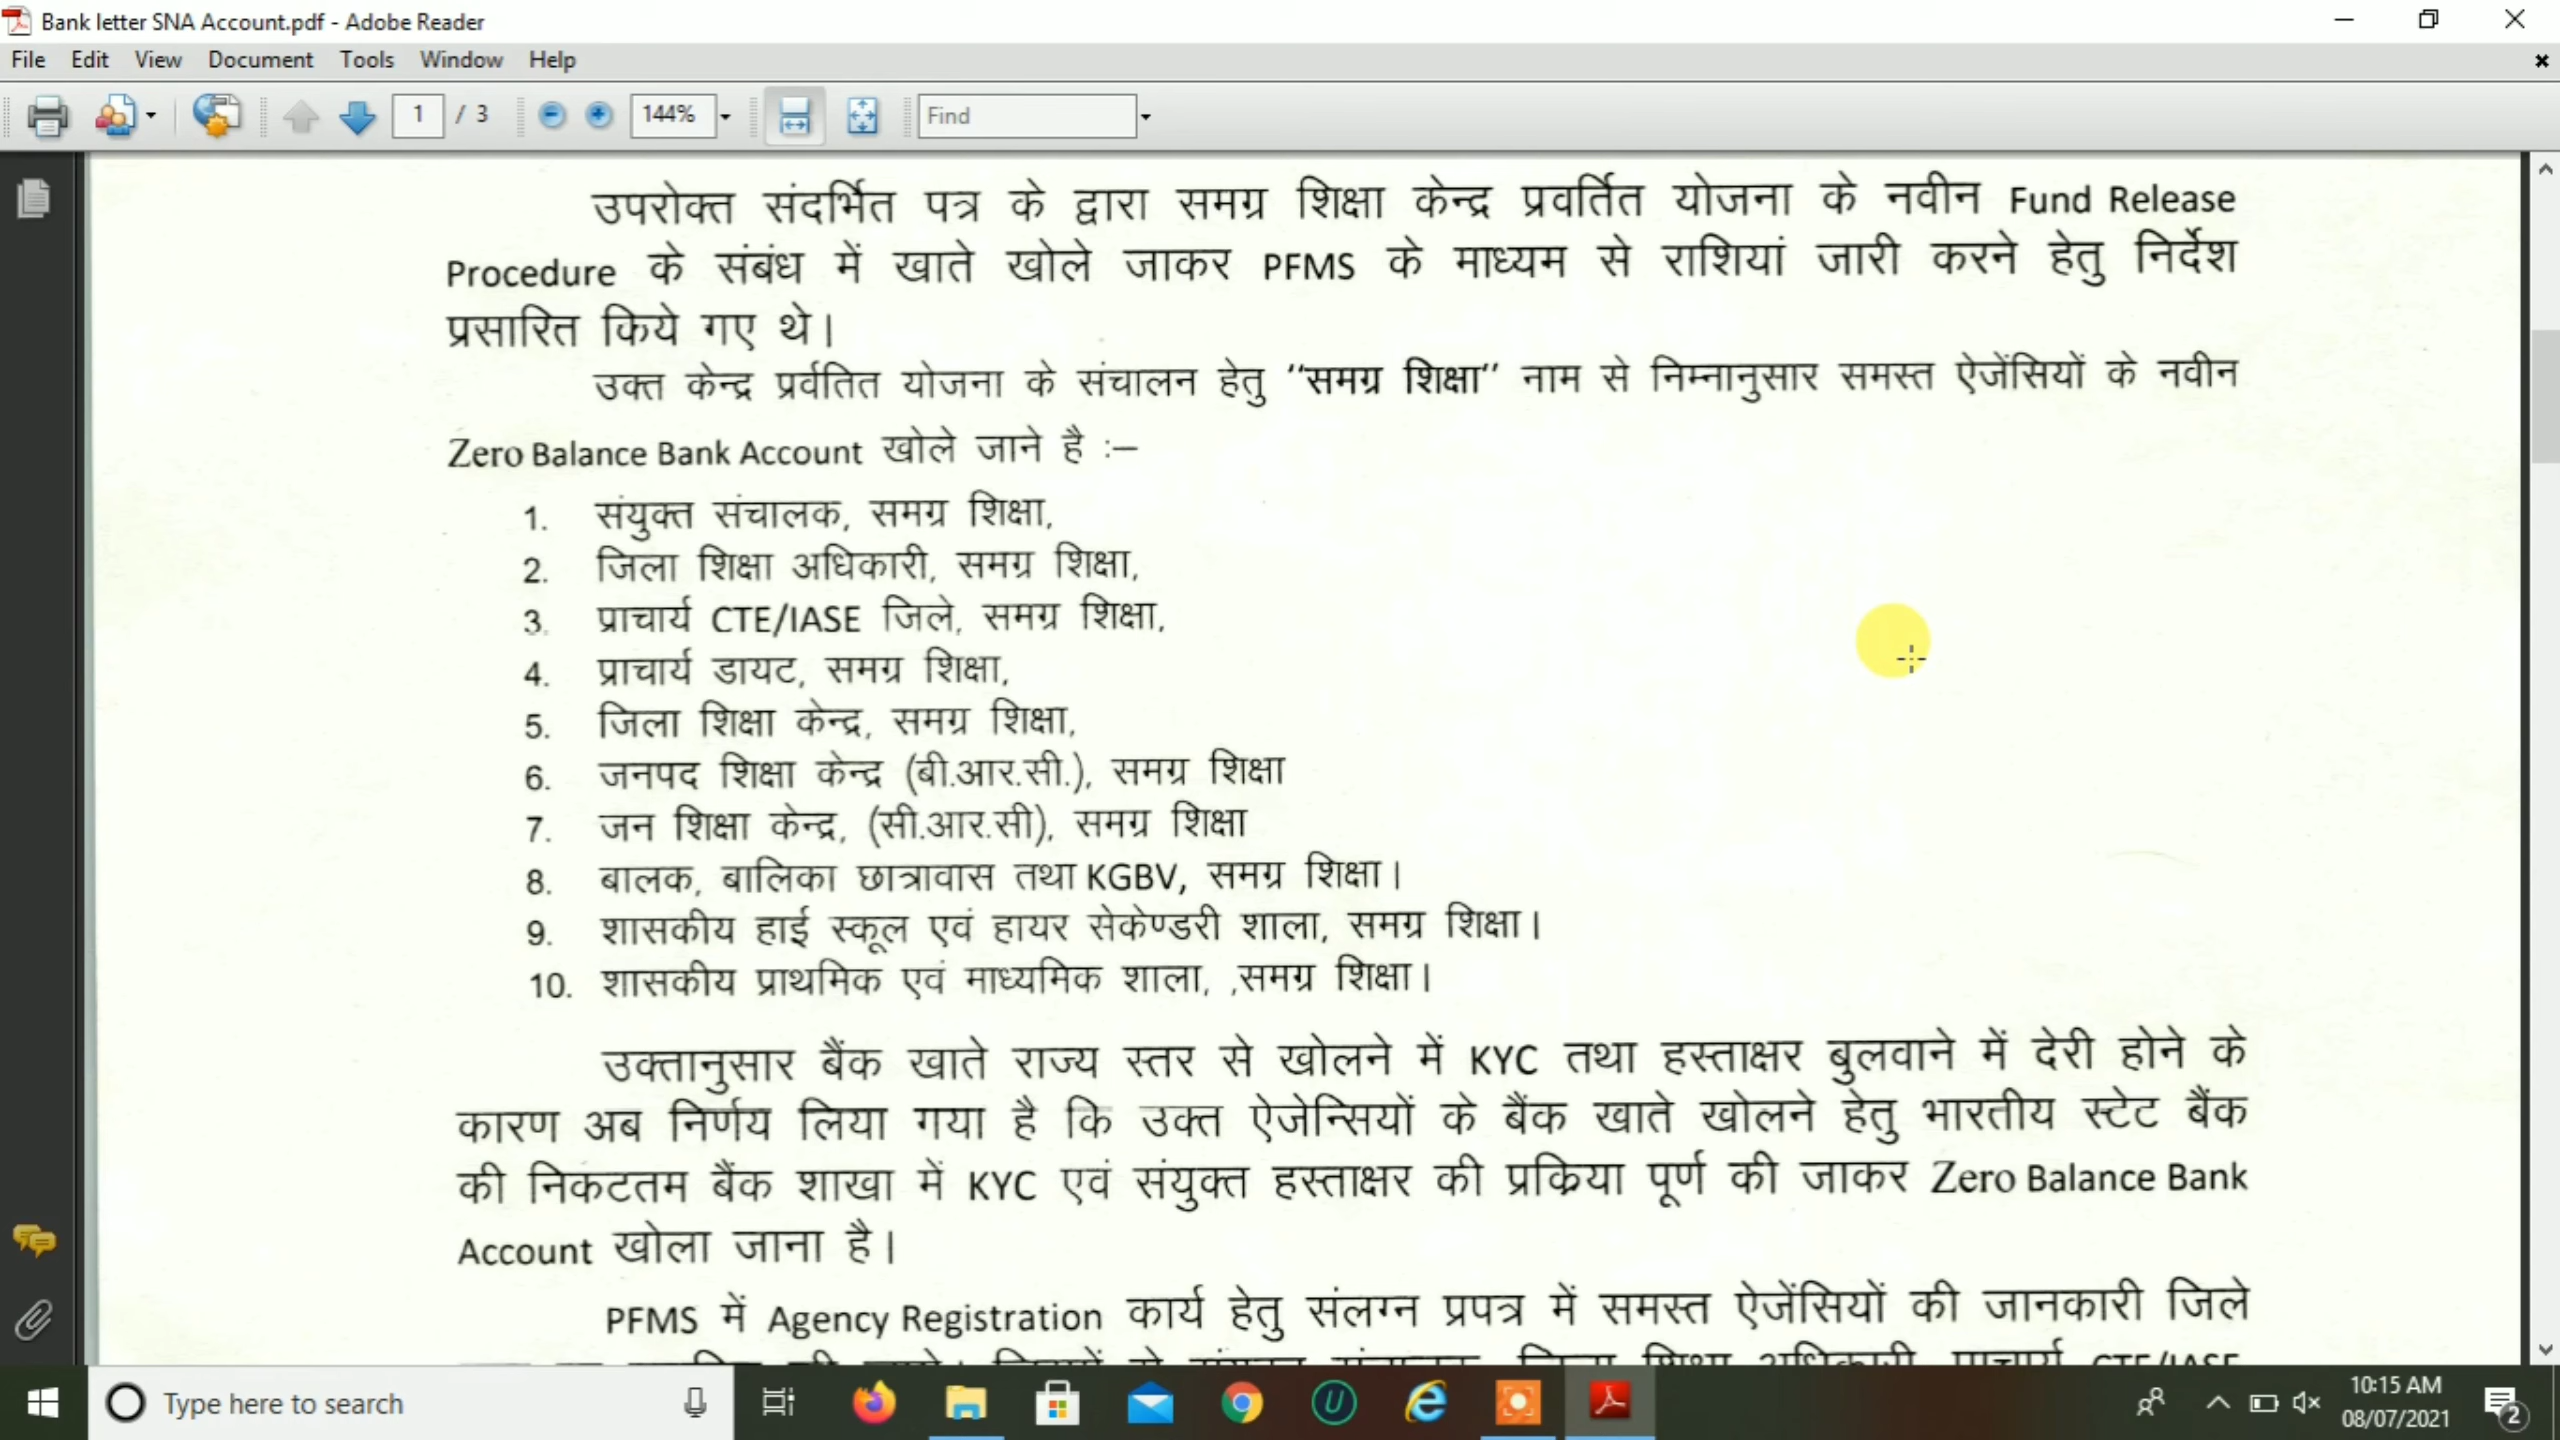 Bank letter SNA Account.pdf - Adobe Reader
File Edit View Document Tools Window Help
1 / 3 144% Find
उपरोक्त संदर्भित पत्र के द्वारा समग्र शिक्षा केन्द्र प्रवर्तित योजना के नवीन Fund Release
Procedure के संबंध में खाते खोले जाकर PFMS के माध्यम से राशियां जारी करने हेतु निर्देश
प्रसारित किये गए थे।
उक्त केन्द्र प्रर्वतित योजना के संचालन हेतु "समग्र शिक्षा" नाम से निम्नानुसार समस्त ऐजेंसियों के नवीन
Zero Balance Bank Account खोले जाने है :–
1. संयुक्त संचालक, समग्र शिक्षा,
2. जिला शिक्षा अधिकारी, समग्र शिक्षा,
3. प्राचार्य CTE/IASE जिले, समग्र शिक्षा,
4. प्राचार्य डायट, समग्र शिक्षा,
5. जिला शिक्षा केन्द्र, समग्र शिक्षा,
6. जनपद शिक्षा केन्द्र (बी.आर.सी.), समग्र शिक्षा
7. जन शिक्षा केन्द्र, (सी.आर.सी), समग्र शिक्षा
8. बालक, बालिका छात्रावास तथा KGBV, समग्र शिक्षा।
9. शासकीय हाई स्कूल एवं हायर सेकेण्डरी शाला, समग्र शिक्षा।
10. शासकीय प्राथमिक एवं माध्यमिक शाला, ,समग्र शिक्षा।
उक्तानुसार बैंक खाते राज्य स्तर से खोलने में KYC तथा हस्ताक्षर बुलवाने में देरी होने के
कारण अब निर्णय लिया गया है कि उक्त ऐजेन्सियों के बैंक खाते खोलने हेतु भारतीय स्टेट बैंक
की निकटतम बैंक शाखा में KYC एवं संयुक्त हस्ताक्षर की प्रक्रिया पूर्ण की जाकर Zero Balance Bank
Account खोला जाना है।
PFMS में Agency Registration कार्य हेतु संलग्न प्रपत्र में समस्त ऐजेंसियों की जानकारी जिले
Type here to search
10:15 AM
08/07/2021
2